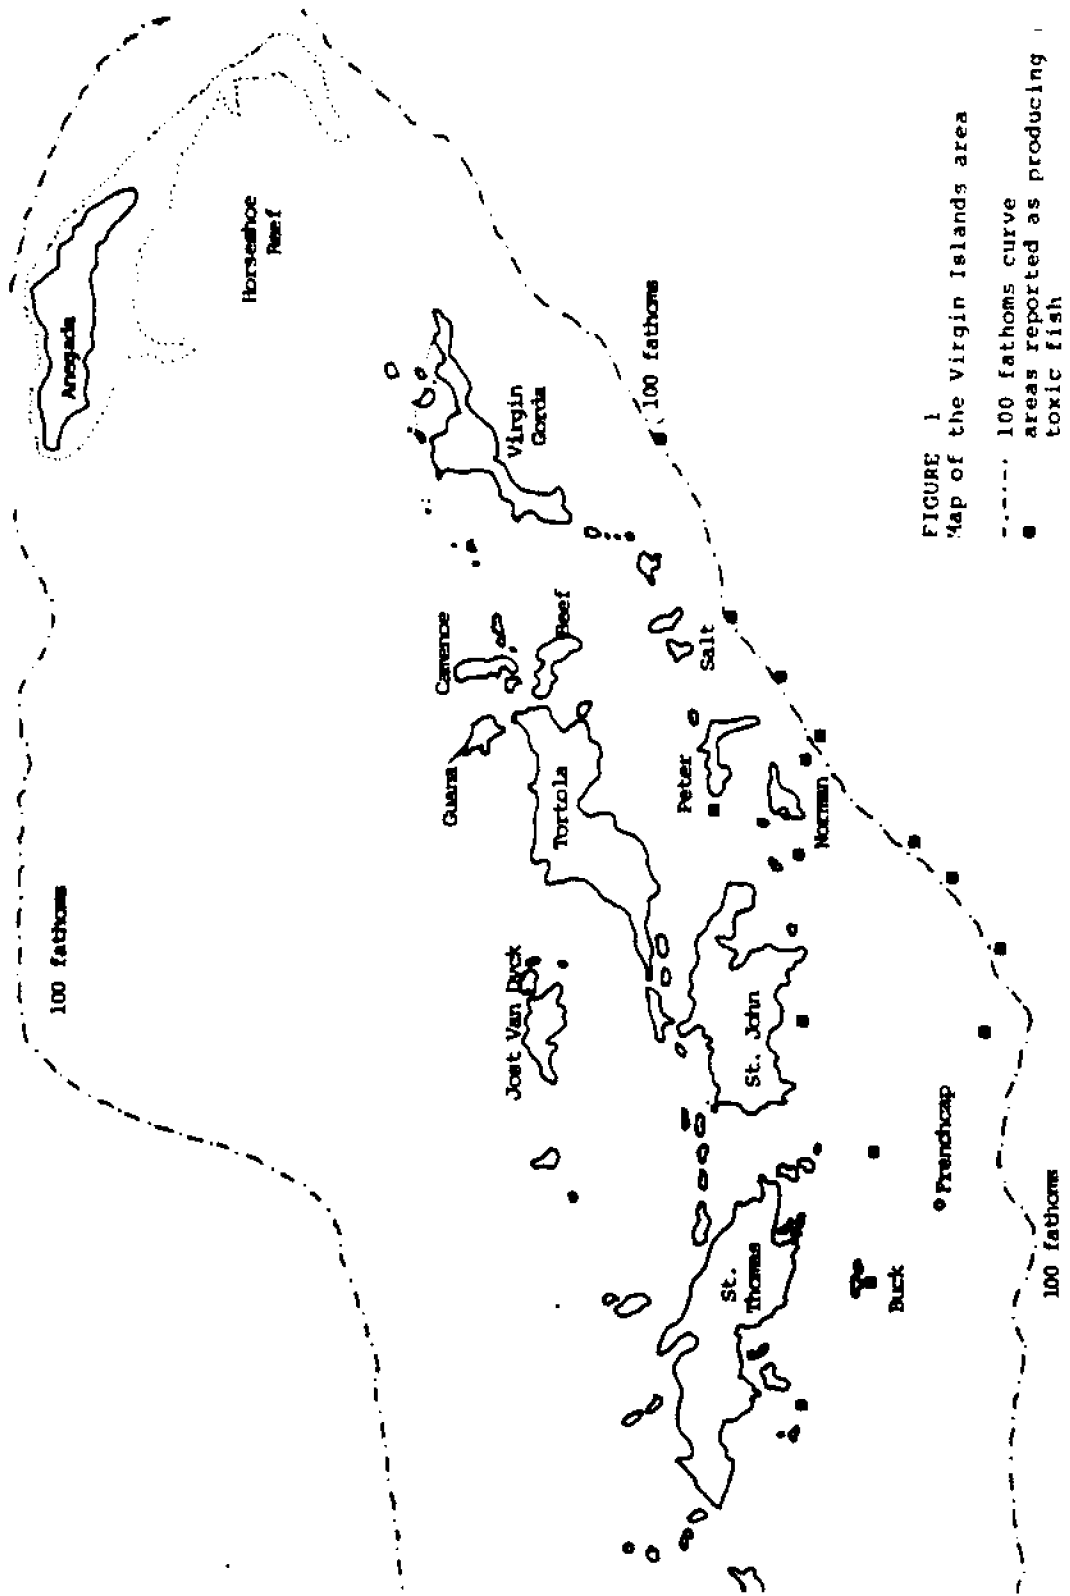 Anegada
Horseshoe
Reef
100 fathoms
Virgin
Gorda
100 fathoms
Camenoe
Beef
Guana
Tortola
Salt
Peter
Norman
Jost Van Dyck
St. John
St.
Thomas
Buck
Frenchcap
100 fathoms
FIGURE 1
Map of the Virgin Islands area
-.-.-. 100 fathoms curve
■ areas reported as producing
toxic fish